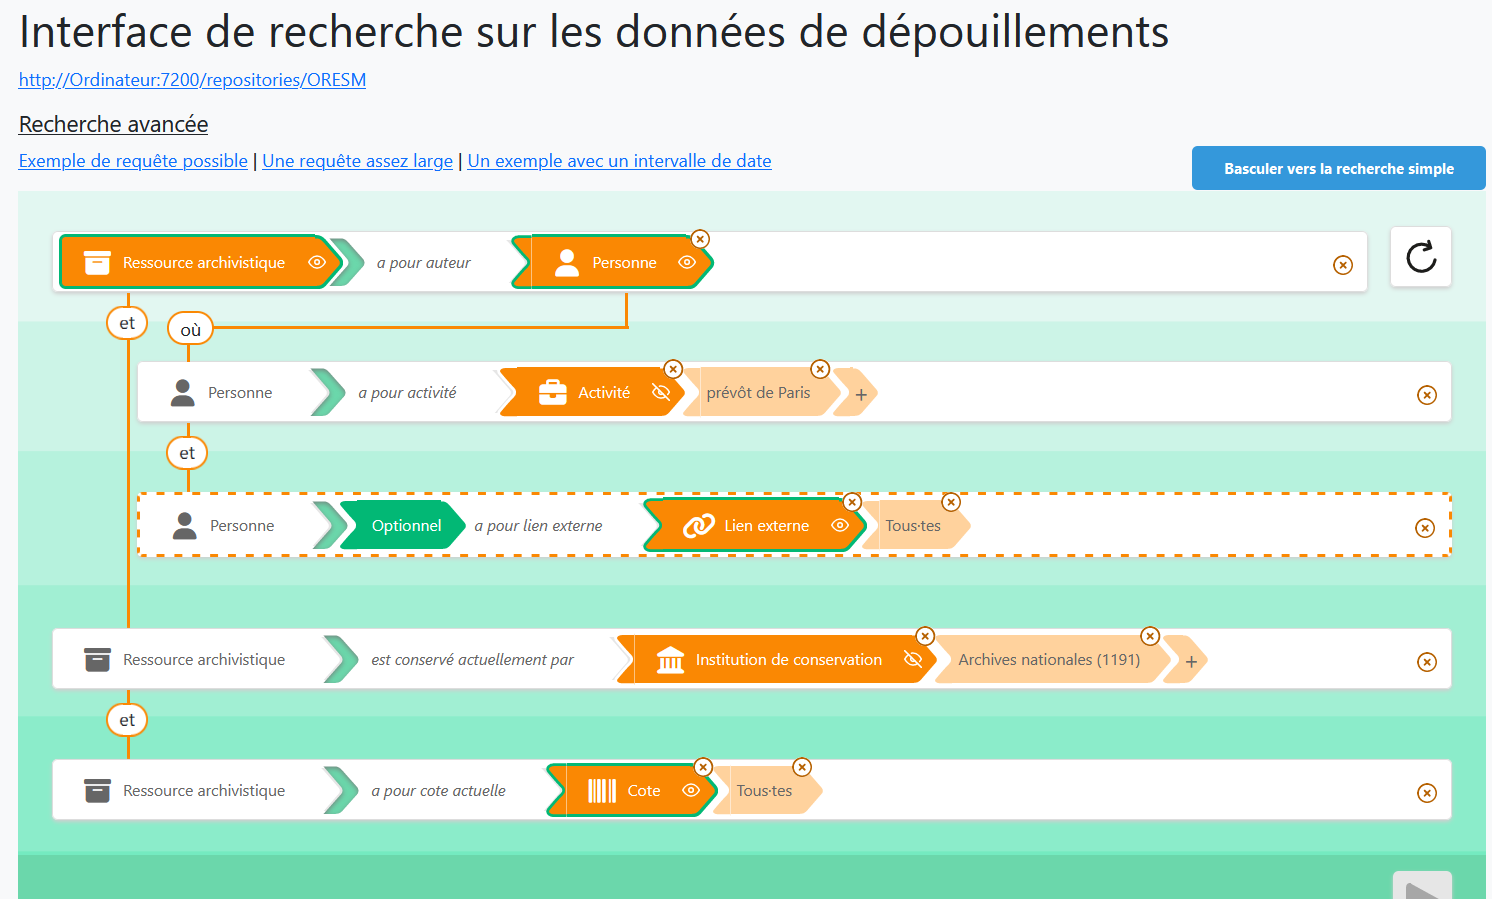 Interface de recherche sur les données de dépouillements
http://Ordinateur:7200/repositories/ORESM
Recherche avancée
Exemple de requête possible | Une requête assez large | Un exemple avec un intervalle de date
Basculer vers la recherche simple
Ressource archivistique a pour auteur Personne
et où
Personne a pour activité Activité prévôt de Paris +
et
Personne Optionnel a pour lien externe Lien externe Tous·tes
Ressource archivistique est conservé actuellement par Institution de conservation Archives nationales (1191) +
et
Ressource archivistique a pour cote actuelle Cote Tous·tes